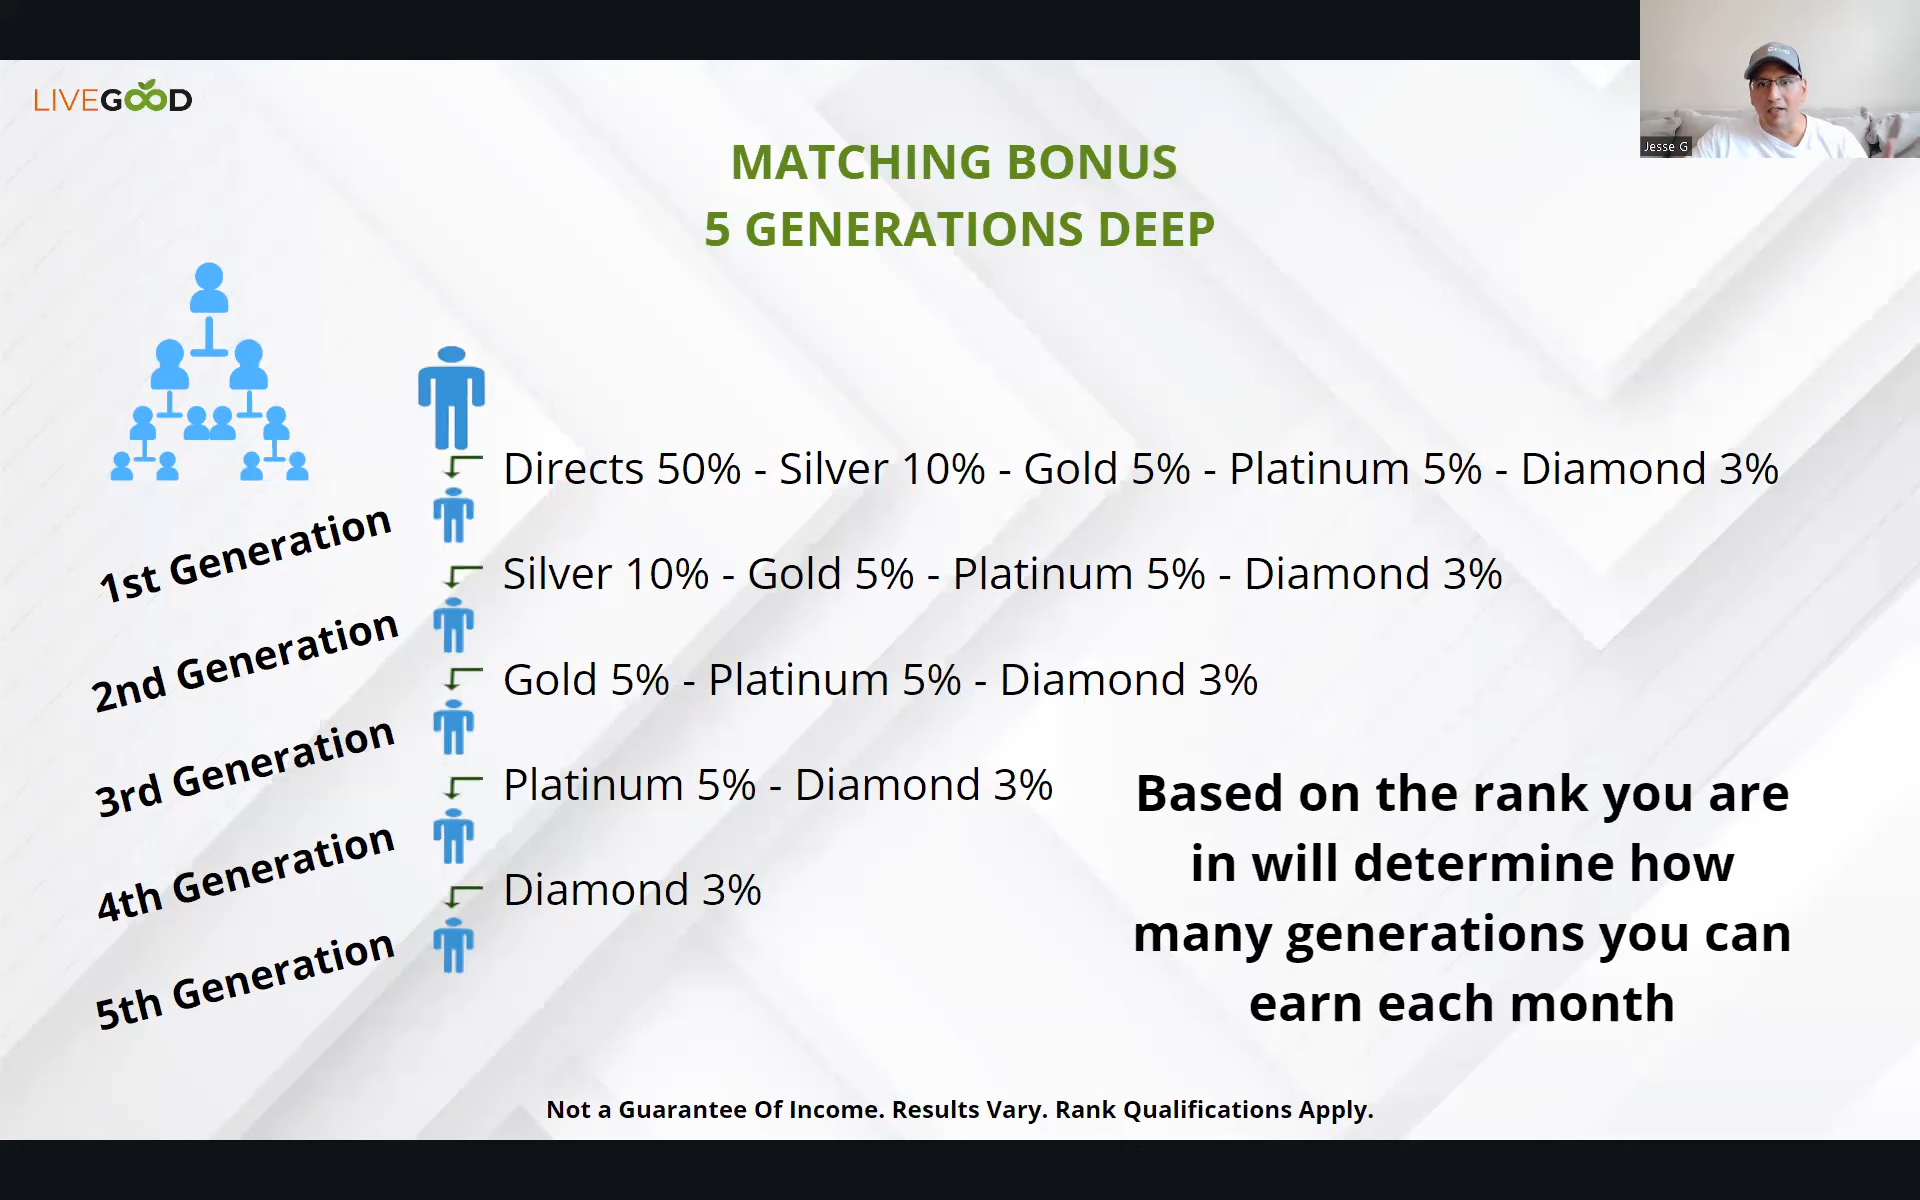 LIVEGOOD
Jesse G
MATCHING BONUS
5 GENERATIONS DEEP
Directs 50% - Silver 10% - Gold 5% - Platinum 5% - Diamond 3%
1st Generation
Silver 10% - Gold 5% - Platinum 5% - Diamond 3%
2nd Generation
Gold 5% - Platinum 5% - Diamond 3%
3rd Generation
Platinum 5% - Diamond 3%
4th Generation
Diamond 3%
5th Generation
Based on the rank you are
in will determine how
many generations you can
earn each month
Not a Guarantee Of Income. Results Vary. Rank Qualifications Apply.